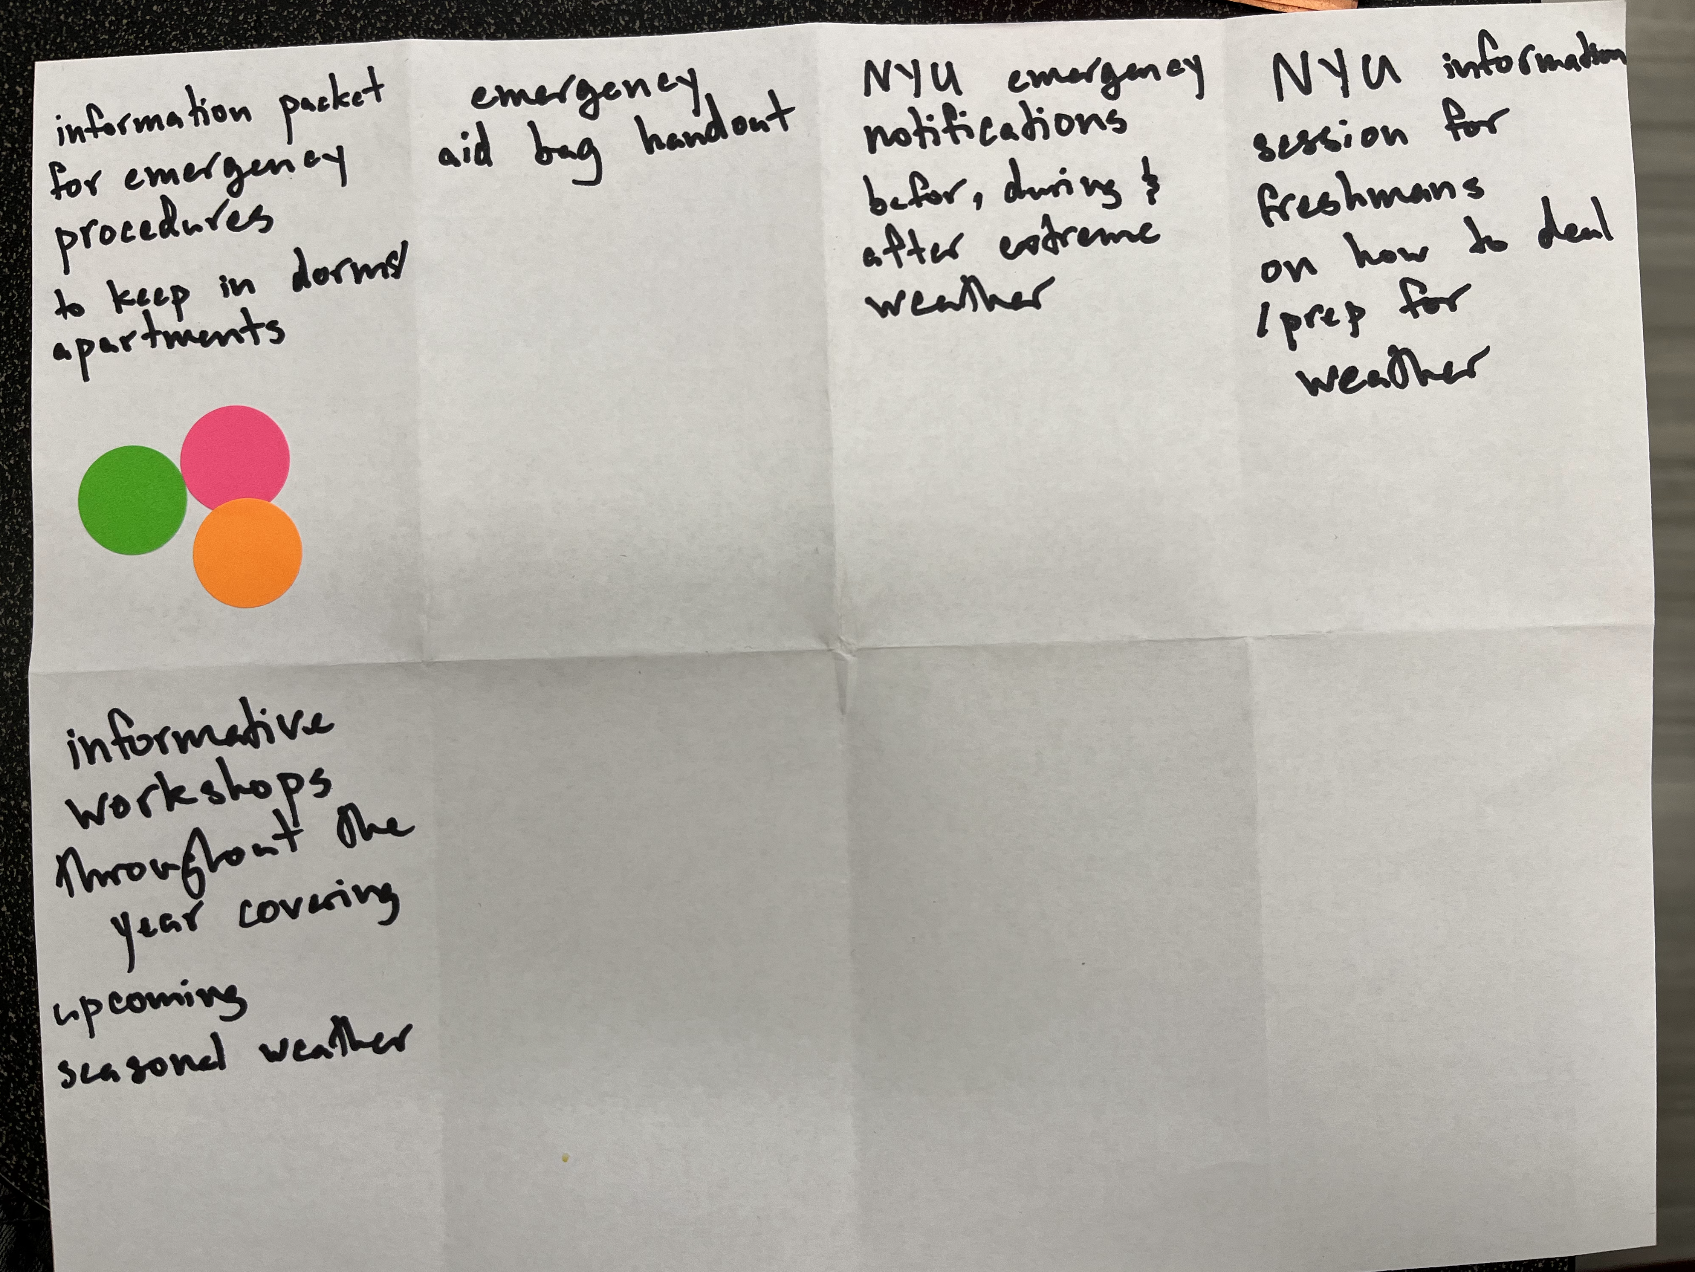 information packet
for emergency
procedures
to keep in dorms/
apartments
emergency
aid bag handout
NYU emergency
notifications
befor, during &
after extreme
weather
NYU information
session for
freshmans
on how to deal
/prep for
weather
informative
workshops
throughout the
year covering
upcoming
seasonal weather